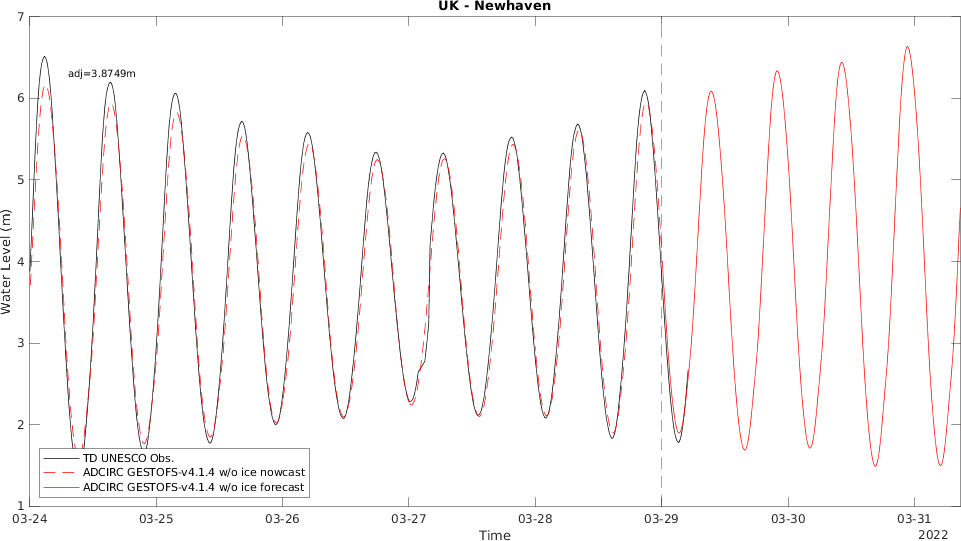 UK - Newhaven
adj=3.8749m
7
6
5
4
3
2
1
Water Level (m)
TD UNESCO Obs.
ADCIRC GESTOFS-v4.1.4 w/o ice nowcast
ADCIRC GESTOFS-v4.1.4 w/o ice forecast
03-24 03-25 03-26 03-27 03-28 03-29 03-30 03-31
Time
2022